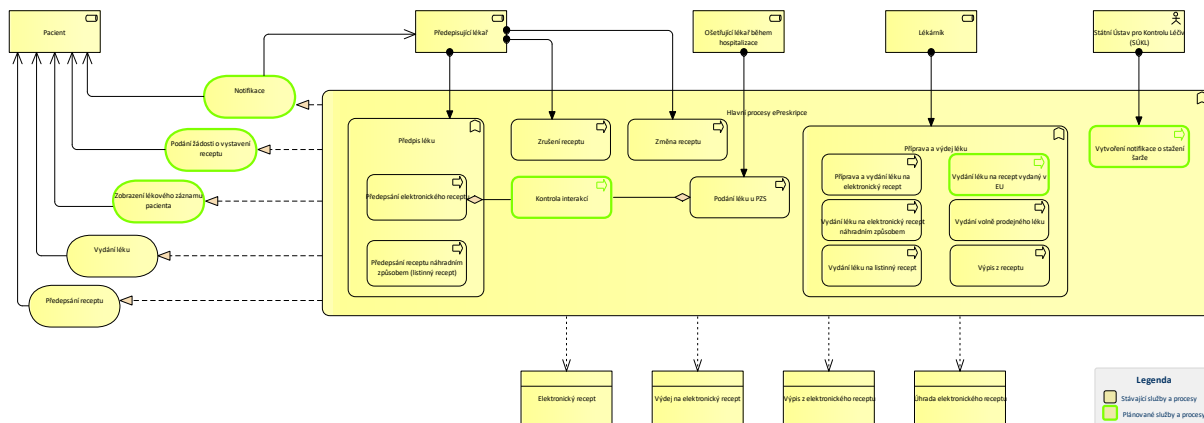 Pacient
Předepisující lékař
Ošetřující lékař během
hospitalizace
Lékárník
Státní Ústav pro Kontrolu Léčiv
(SÚKL)
Notifikace
Hlavní procesy ePreskripce
Předpis léku
Zrušení receptu
Změna receptu
Podání žádosti o vystavení
receptu
Příprava a výdej léku
Vytvoření notifikace o stažení
šarže
Příprava a vydání léku na
elektronický recept
Vydání léku na recept vydaný v
EU
Zobrazení lékového záznamu
pacienta
Předepsání elektronického receptu
Kontrola interakcí
Podání léku u PZS
Vydání léku na elektronický recept
náhradním způsobem
Vydání volně prodejného léku
Vydání léku
Předepsání receptu náhradním
způsobem (listinný recept)
Vydání léku na listinný recept
Výpis z receptu
Předepsání receptu
Elektronický recept
Výdej na elektronický recept
Výpis z elektronického receptu
Úhrada elektronického receptu
Legenda
Stávající služby a procesy
Plánované služby a procesy